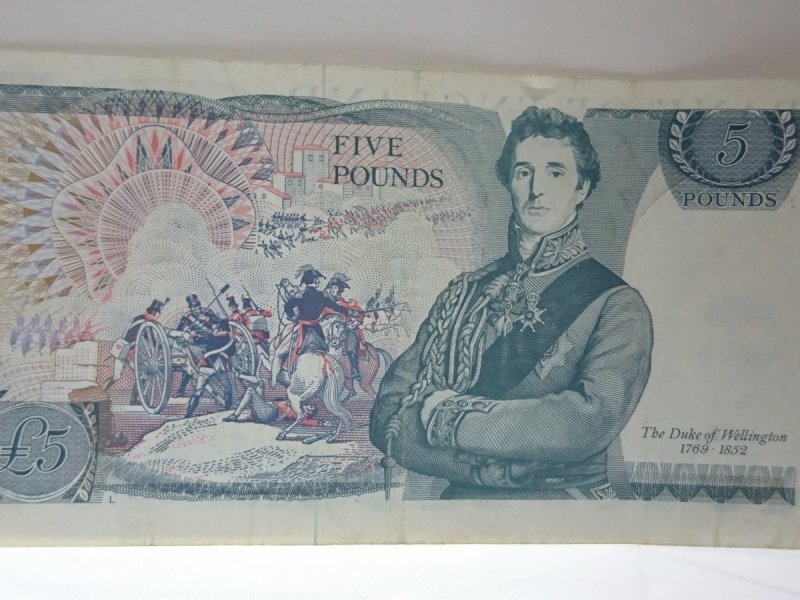 FIVE
POUNDS
5
POUNDS
£5
The Duke of Wellington
1769 · 1852
L